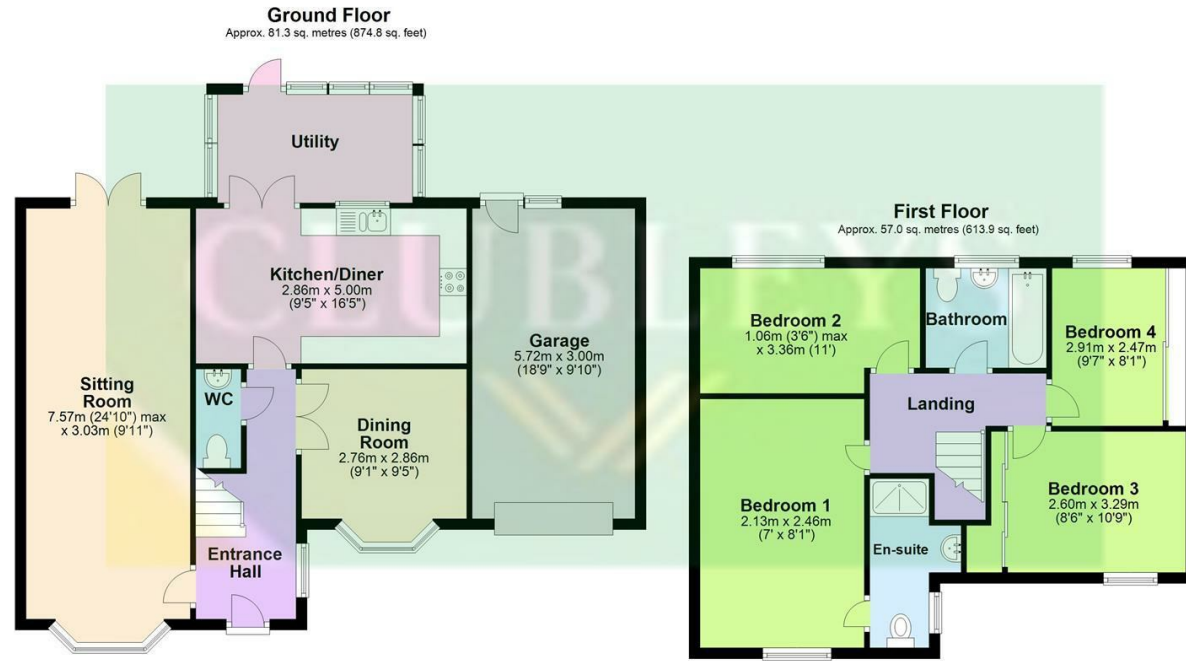 Ground Floor
Approx. 81.3 sq. metres (874.8 sq. feet)
Utility
Kitchen/Diner
2.86m x 5.00m
(9'5" x 16'5")
Garage
5.72m x 3.00m
(18'9" x 9'10")
Sitting
Room
7.57m (24'10") max
x 3.03m (9'11")
WC
Dining
Room
2.76m x 2.86m
(9'1" x 9'5")
Entrance
Hall
First Floor
Approx. 57.0 sq. metres (613.9 sq. feet)
Bedroom 2
1.06m (3'6") max
x 3.36m (11')
Bathroom
Bedroom 4
2.91m x 2.47m
(9'7" x 8'1")
Landing
Bedroom 1
2.13m x 2.46m
(7' x 8'1")
En-suite
Bedroom 3
2.60m x 3.29m
(8'6" x 10'9")
CLUBLEYS